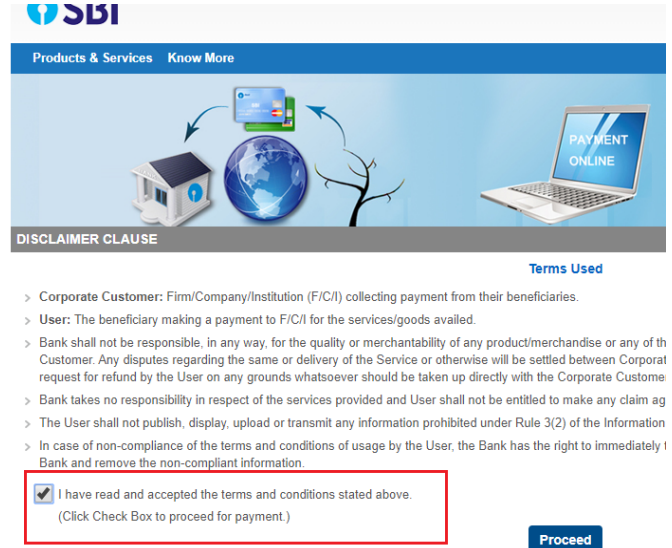 SBI
Products & Services Know More
PAYMENT
ONLINE
DISCLAIMER CLAUSE
Terms Used
Corporate Customer: Firm/Company/Institution (F/C/I) collecting payment from their beneficiaries.
User: The beneficiary making a payment to F/C/I for the services/goods availed.
Bank shall not be responsible, in any way, for the quality or merchantability of any product/merchandise or any of th
Customer. Any disputes regarding the same or delivery of the Service or otherwise will be settled between Corporat
request for refund by the User on any grounds whatsoever should be taken up directly with the Corporate Custome
Bank takes no responsibility in respect of the services provided and User shall not be entitled to make any claim ag
The User shall not publish, display, upload or transmit any information prohibited under Rule 3(2) of the Information
In case of non-compliance of the terms and conditions of usage by the User, the Bank has the right to immediately t
Bank and remove the non-compliant information.
I have read and accepted the terms and conditions stated above.
(Click Check Box to proceed for payment.)
Proceed